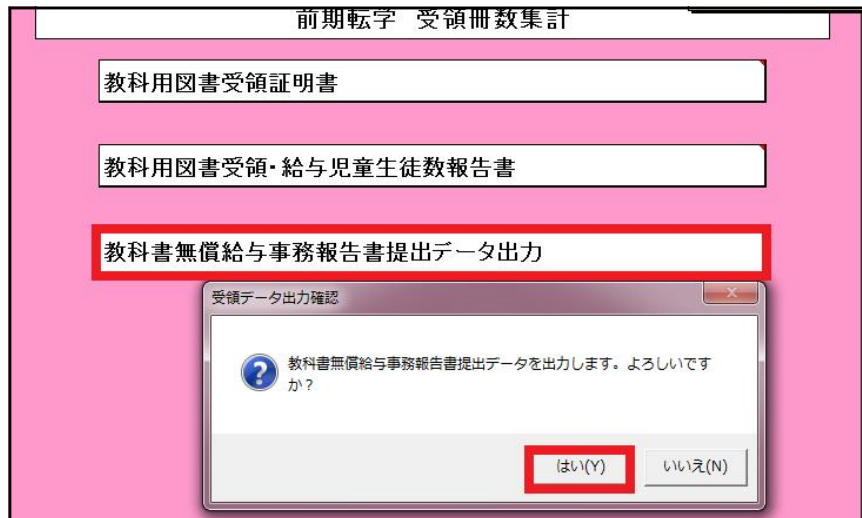 前期転学 受領冊数集計
教科用図書受領証明書
教科用図書受領・給与児童生徒数報告書
教科書無償給与事務報告書提出データ出力
受領データ出力確認
教科書無償給与事務報告書提出データを出力します。よろしいです
か？
はい(Y)
いいえ(N)